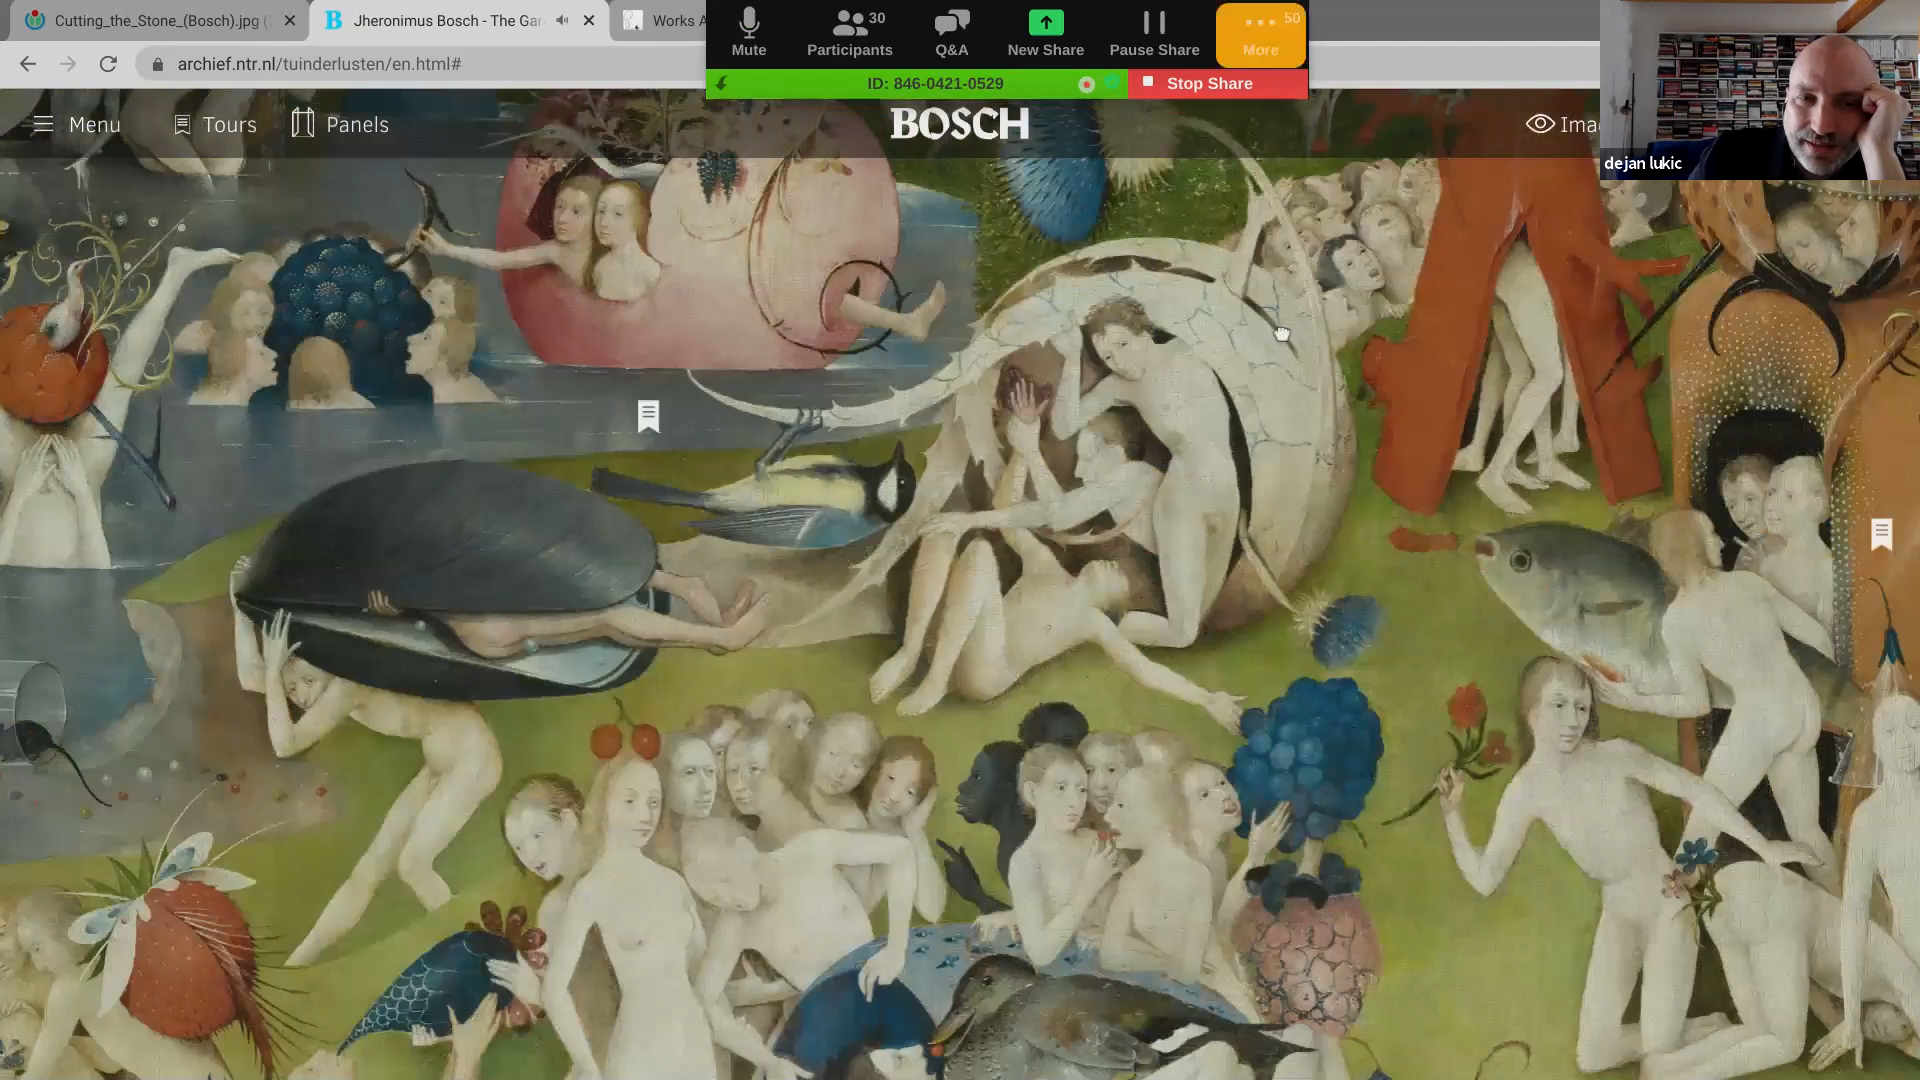 Cutting_the_Stone_(Bosch).jpg (
Jheronimus Bosch - The Gar
Works A
archief.ntr.nl/tuinderlusten/en.html#
30
50
Mute
Participants
Q&A
New Share
Pause Share
More
ID: 846-0421-0529
Stop Share
Menu
Tours
Panels
BOSCH
Ima
dejan lukic